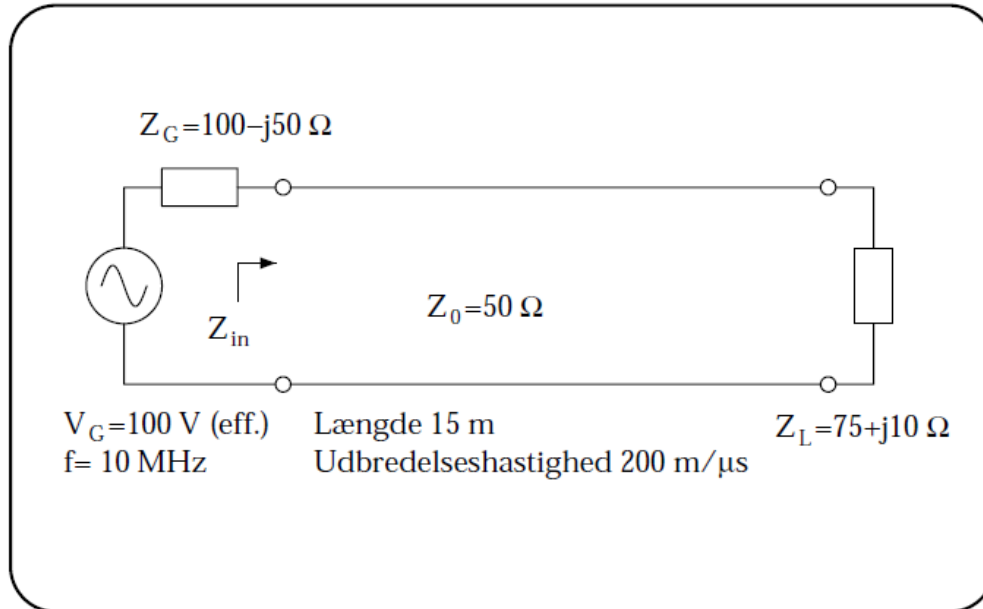 Z_G=100–j50 Ω
Z_in
Z_0=50 Ω
V_G=100 V (eff.)
f= 10 MHz
Længde 15 m
Udbredelseshastighed 200 m/µs
Z_L=75+j10 Ω